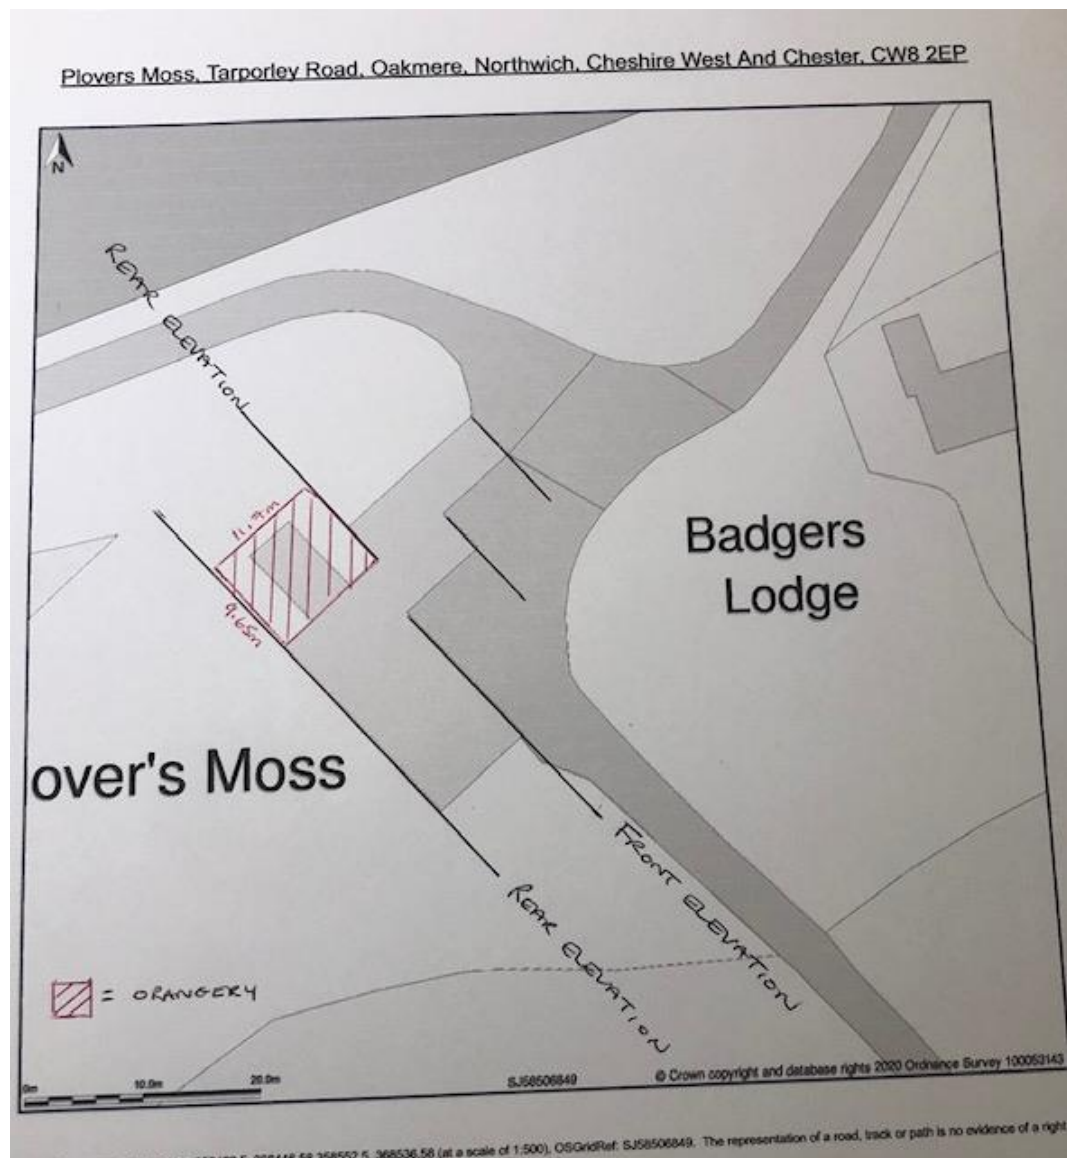 Plovers Moss, Tarporley Road, Oakmere, Northwich, Cheshire West And Chester, CW8 2EP
N
REAR ELEVATION
9.65m
Badgers
Lodge
over's Moss
FRONT ELEVATION
REAR ELEVATION
= ORANGERY
0m 10.0m 20.0m
SJ58506849
© Crown copyright and database rights 2020 Ordnance Survey 100053143
(at a scale of 1:500), OSGridRef: SJ58506849. The representation of a road, track or path is no evidence of a right